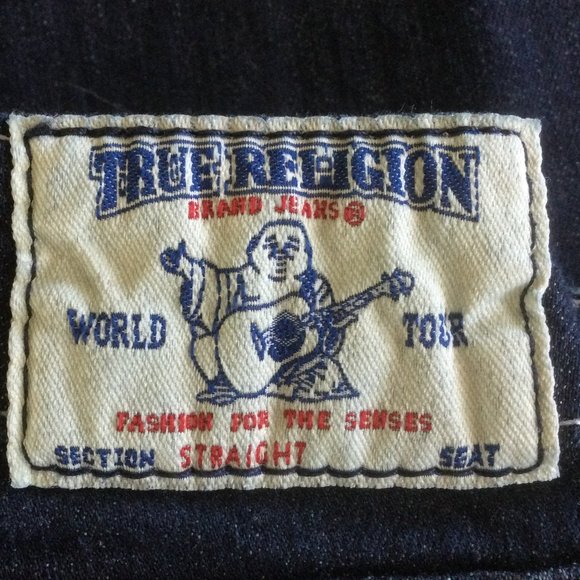 TRUE RELIGION
BRAND JEANS®
WORLD TOUR
FASHION FOR THE SENSES
SECTION STRAIGHT SEAT